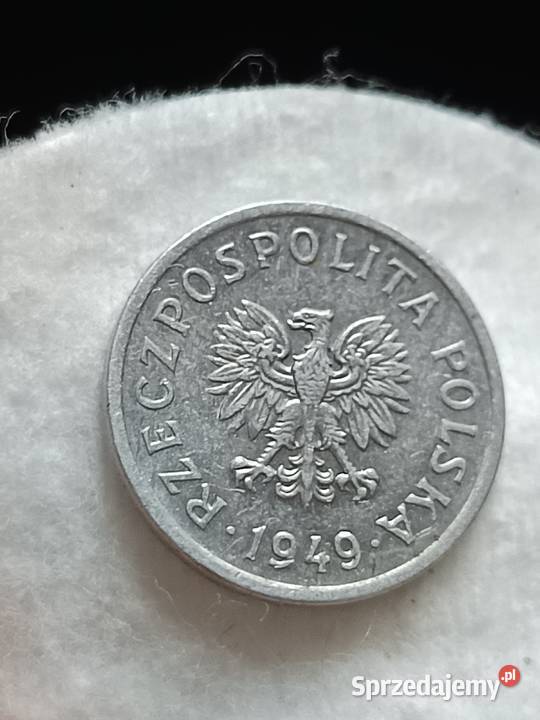 RZECZPOSPOLITA POLSKA
· 1949 ·
Sprzedajemy.pl